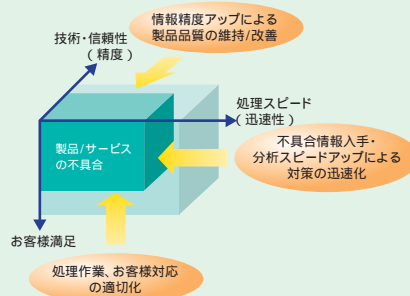 情報精度アップによる
製品品質の維持/改善
技術・信頼性
(精度)
処理スピード
(迅速性)
製品/サービス
の不具合
不具合情報入手・
分析スピードアップによる
対策の迅速化
お客様満足
処理作業、お客様対応
の適切化